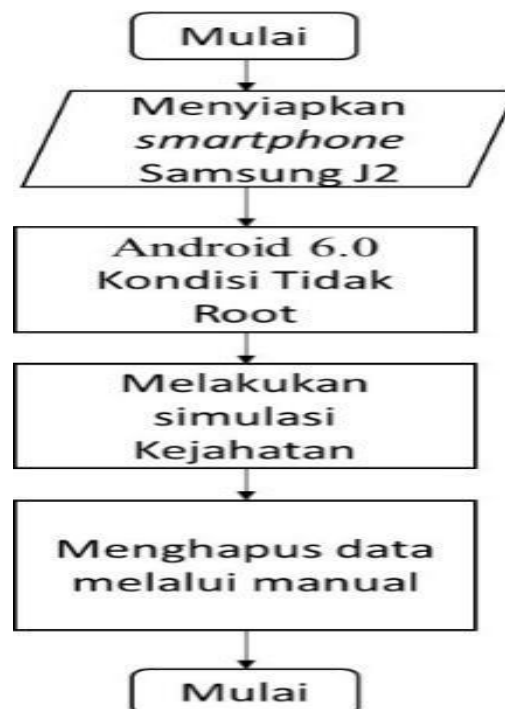 Mulai
Menyiapkan
smartphone
Samsung J2
Android 6.0
Kondisi Tidak
Root
Melakukan
simulasi
Kejahatan
Menghapus data
melalui manual
Mulai